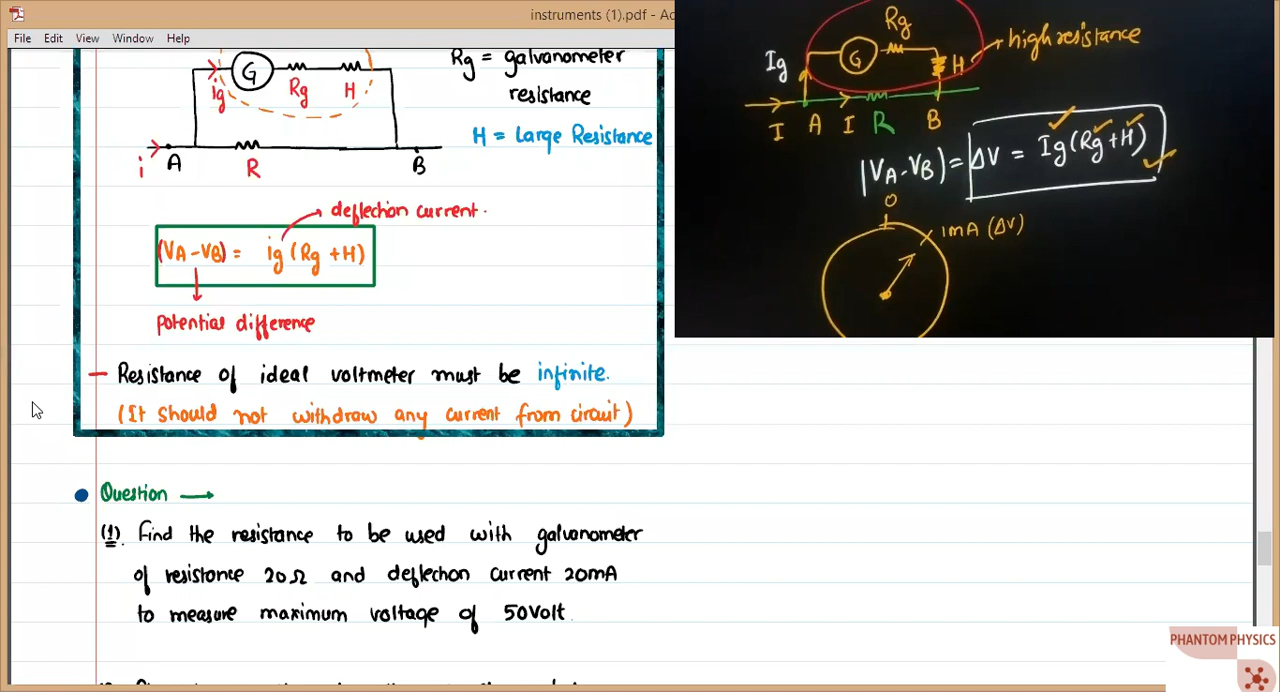 instruments (1).pdf - Ad
File Edit View Window Help
G
ig Rg H
i A R B
Rg = galvanometer
resistance
H = Large Resistance
deflection current.
(VA - VB) = ig (Rg + H)
potential difference
— Resistance of ideal voltmeter must be infinite.
(It should not withdraw any current from circuit)
Rg
G
Ig H high resistance
I A I R B
|VA - VB| = ΔV = Ig (Rg + H)
0
1mA (ΔV)
Question →
(1). Find the resistance to be used with galvanometer
of resistance 20Ω and deflection current 20mA
to measure maximum voltage of 50Volt.
PHANTOM PHYSICS